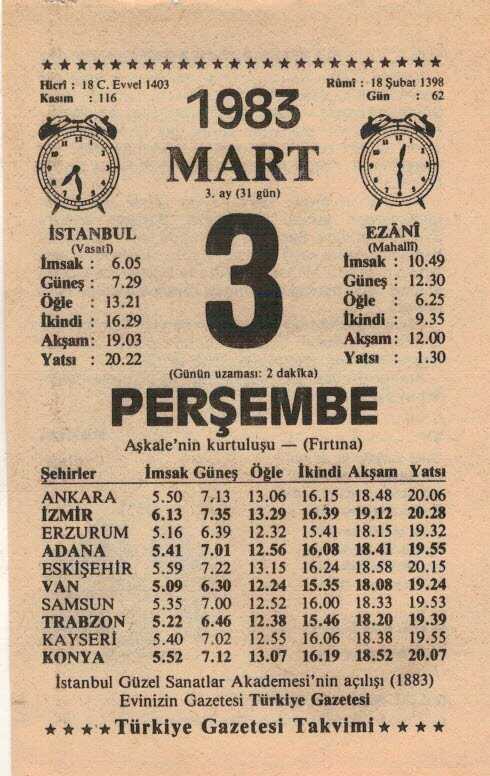 Hicrî : 18 C. Evvel 1403
Kasım : 116
1983
Rûmî : 18 Şubat 1398
Gün : 62
MART
3. ay (31 gün)
3
İSTANBUL
(Vasatî)
İmsak : 6.05
Güneş : 7.29
Öğle : 13.21
İkindi : 16.29
Akşam: 19.03
Yatsı : 20.22
EZÂNÎ
(Mahallî)
İmsak : 10.49
Güneş : 12.30
Öğle : 6.25
İkindi : 9.35
Akşam: 12.00
Yatsı : 1.30
(Günün uzaması: 2 dakîka)
PERŞEMBE
Aşkale'nin kurtuluşu — (Fırtına)
Şehirler İmsak Güneş Öğle İkindi Akşam Yatsı
ANKARA 5.50 7.13 13.06 16.15 18.48 20.06
İZMİR 6.13 7.35 13.29 16.39 19.12 20.28
ERZURUM 5.16 6.39 12.32 15.41 18.15 19.32
ADANA 5.41 7.01 12.56 16.08 18.41 19.55
ESKİŞEHİR 5.59 7.22 13.15 16.24 18.58 20.15
VAN 5.09 6.30 12.24 15.35 18.08 19.24
SAMSUN 5.35 7.00 12.52 16.00 18.33 19.53
TRABZON 5.22 6.46 12.38 15.46 18.20 19.39
KAYSERİ 5.40 7.02 12.55 16.06 18.38 19.55
KONYA 5.52 7.12 13.07 16.19 18.52 20.07
İstanbul Güzel Sanatlar Akademesi'nin açılışı (1883)
Evinizin Gazetesi Türkiye Gazetesi
★★★★Türkiye Gazetesi Takvimi★★★★